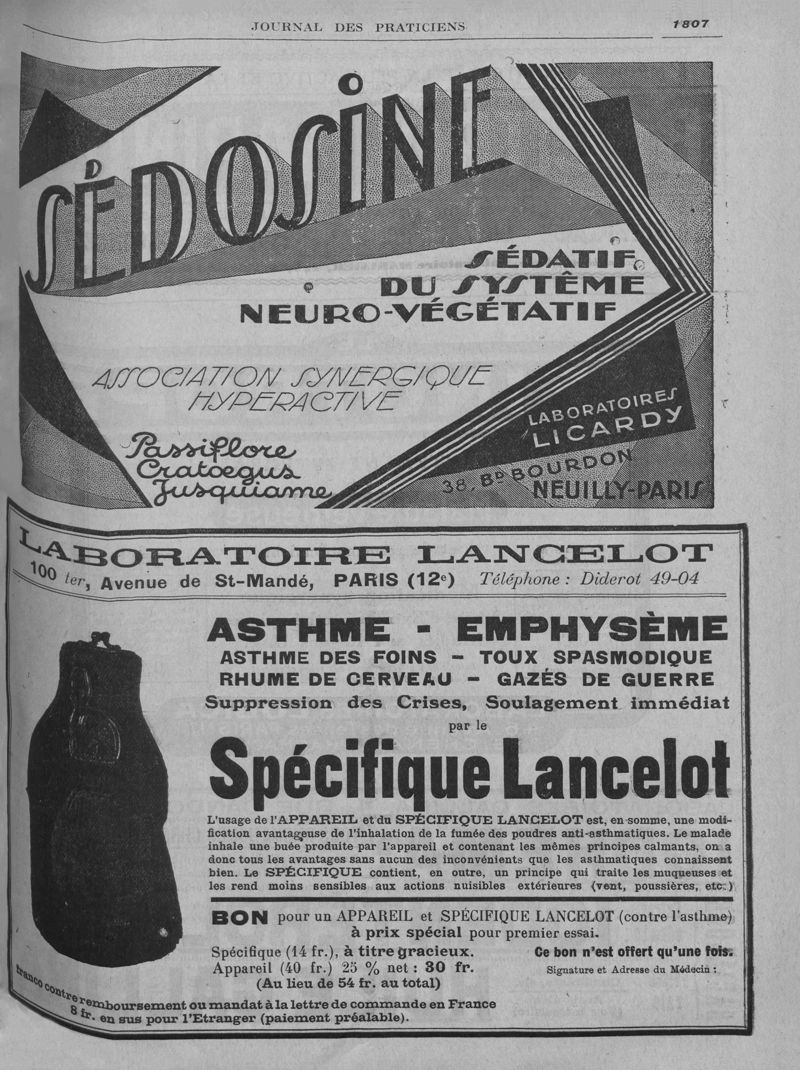 JOURNAL DES PRATICIENS
1807
SÉDOSINE
SÉDATIF
DU SYSTÈME
NEURO-VÉGÉTATIF
ASSOCIATION SYNERGIQUE
HYPERACTIVE
Passiflore
Cratoegus
Jusquiame
LABORATOIRES
LICARDY
38, BD BOURDON
NEUILLY-PARIS
LABORATOIRE LANCELOT
100 ter, Avenue de St-Mandé, PARIS (12e) Téléphone : Diderot 49-04
ASTHME - EMPHYSÈME
ASTHME DES FOINS - TOUX SPASMODIQUE
RHUME DE CERVEAU - GAZÉS DE GUERRE
Suppression des Crises, Soulagement immédiat
par le
Spécifique Lancelot
L'usage de l'APPAREIL et du SPÉCIFIQUE LANCELOT est, en somme, une modi-
fication avantageuse de l'inhalation de la fumée des poudres anti-asthmatiques. Le malade
inhale une buée produite par l'appareil et contenant les mêmes principes calmants, on a
donc tous les avantages sans aucun des inconvénients que les asthmatiques connaissent
bien. Le SPÉCIFIQUE contient, en outre, un principe qui traite les muqueuses et
les rend moins sensibles aux actions nuisibles extérieures (vent, poussières, etc.)
BON pour un APPAREIL et SPÉCIFIQUE LANCELOT (contre l'asthme)
à prix spécial pour premier essai.
Spécifique (14 fr.), à titre gracieux. Ce bon n'est offert qu'une fois.
Appareil (40 fr.) 25 % net : 30 fr. Signature et Adresse du Médecin :
(Au lieu de 54 fr. au total)
franco contre remboursement ou mandat à la lettre de commande en France
8 fr. en sus pour l'Etranger (paiement préalable).